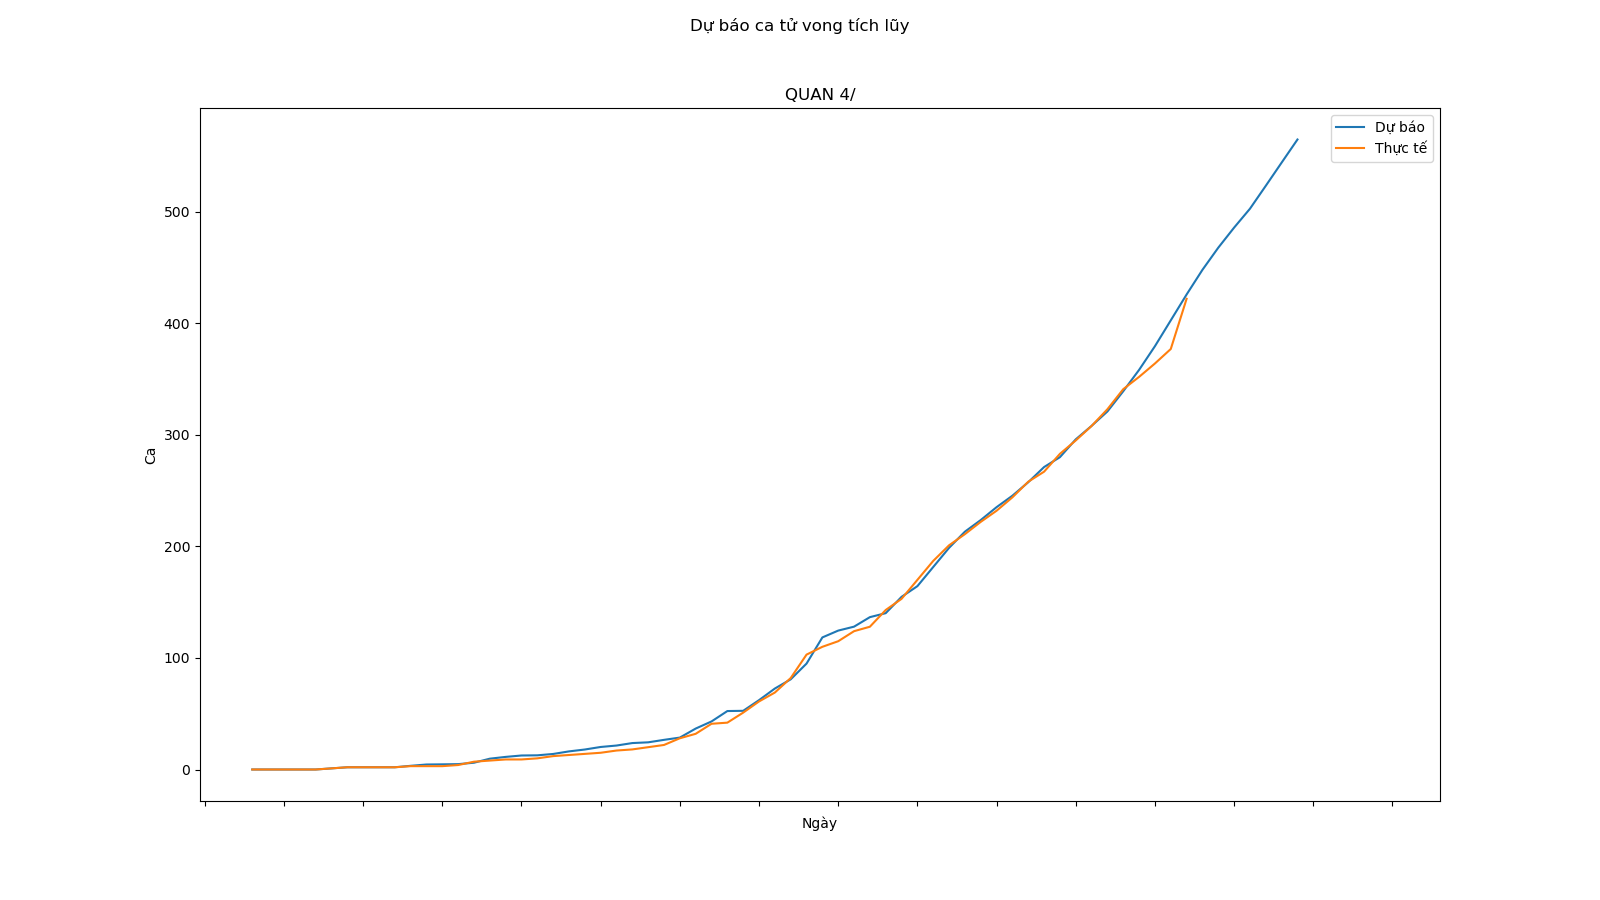 Dự báo ca tử vong tích lũy
QUAN 4/
Dự báo
Thực tế
500
400
300
200
100
0
Ca
Ngày